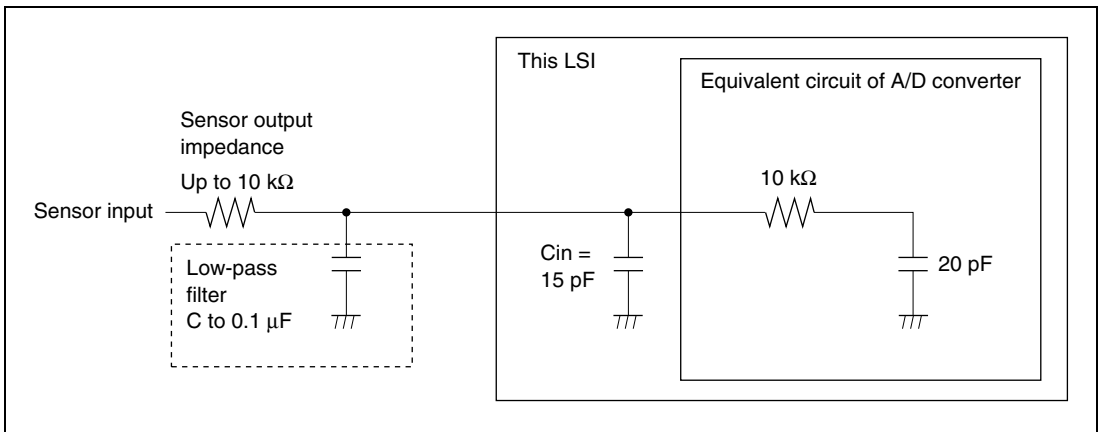 This LSI
Equivalent circuit of A/D converter
Sensor output
impedance
Up to 10 kΩ
10 kΩ
Sensor input
Low-pass
filter
C to 0.1 μF
Cin =
15 pF
20 pF